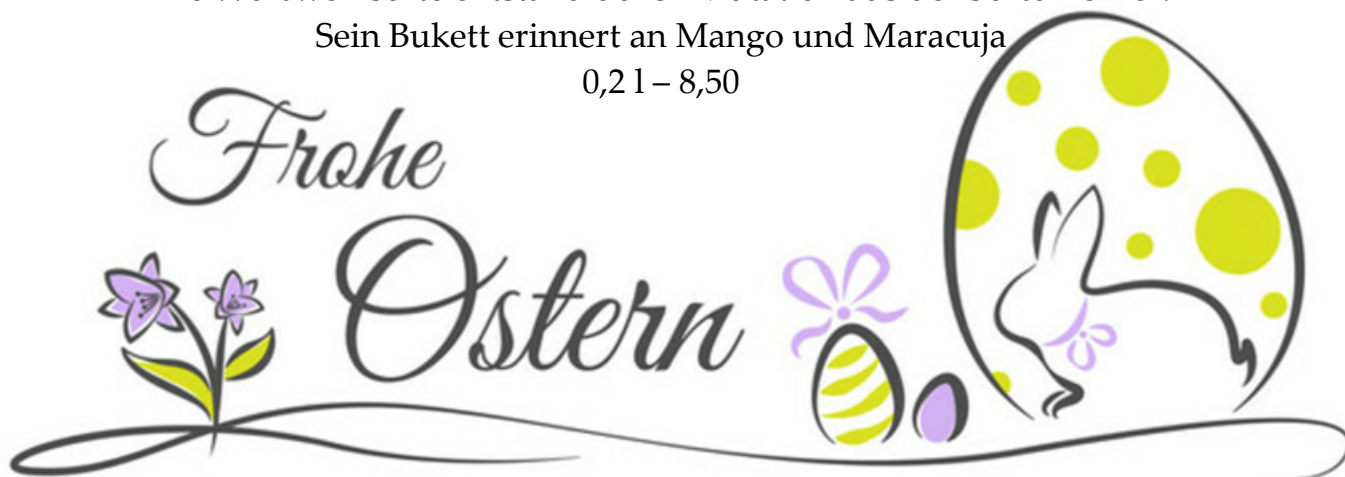 Sein Bukett erinnert an Mango und Maracuja
0,2 l – 8,50
Frohe
Ostern